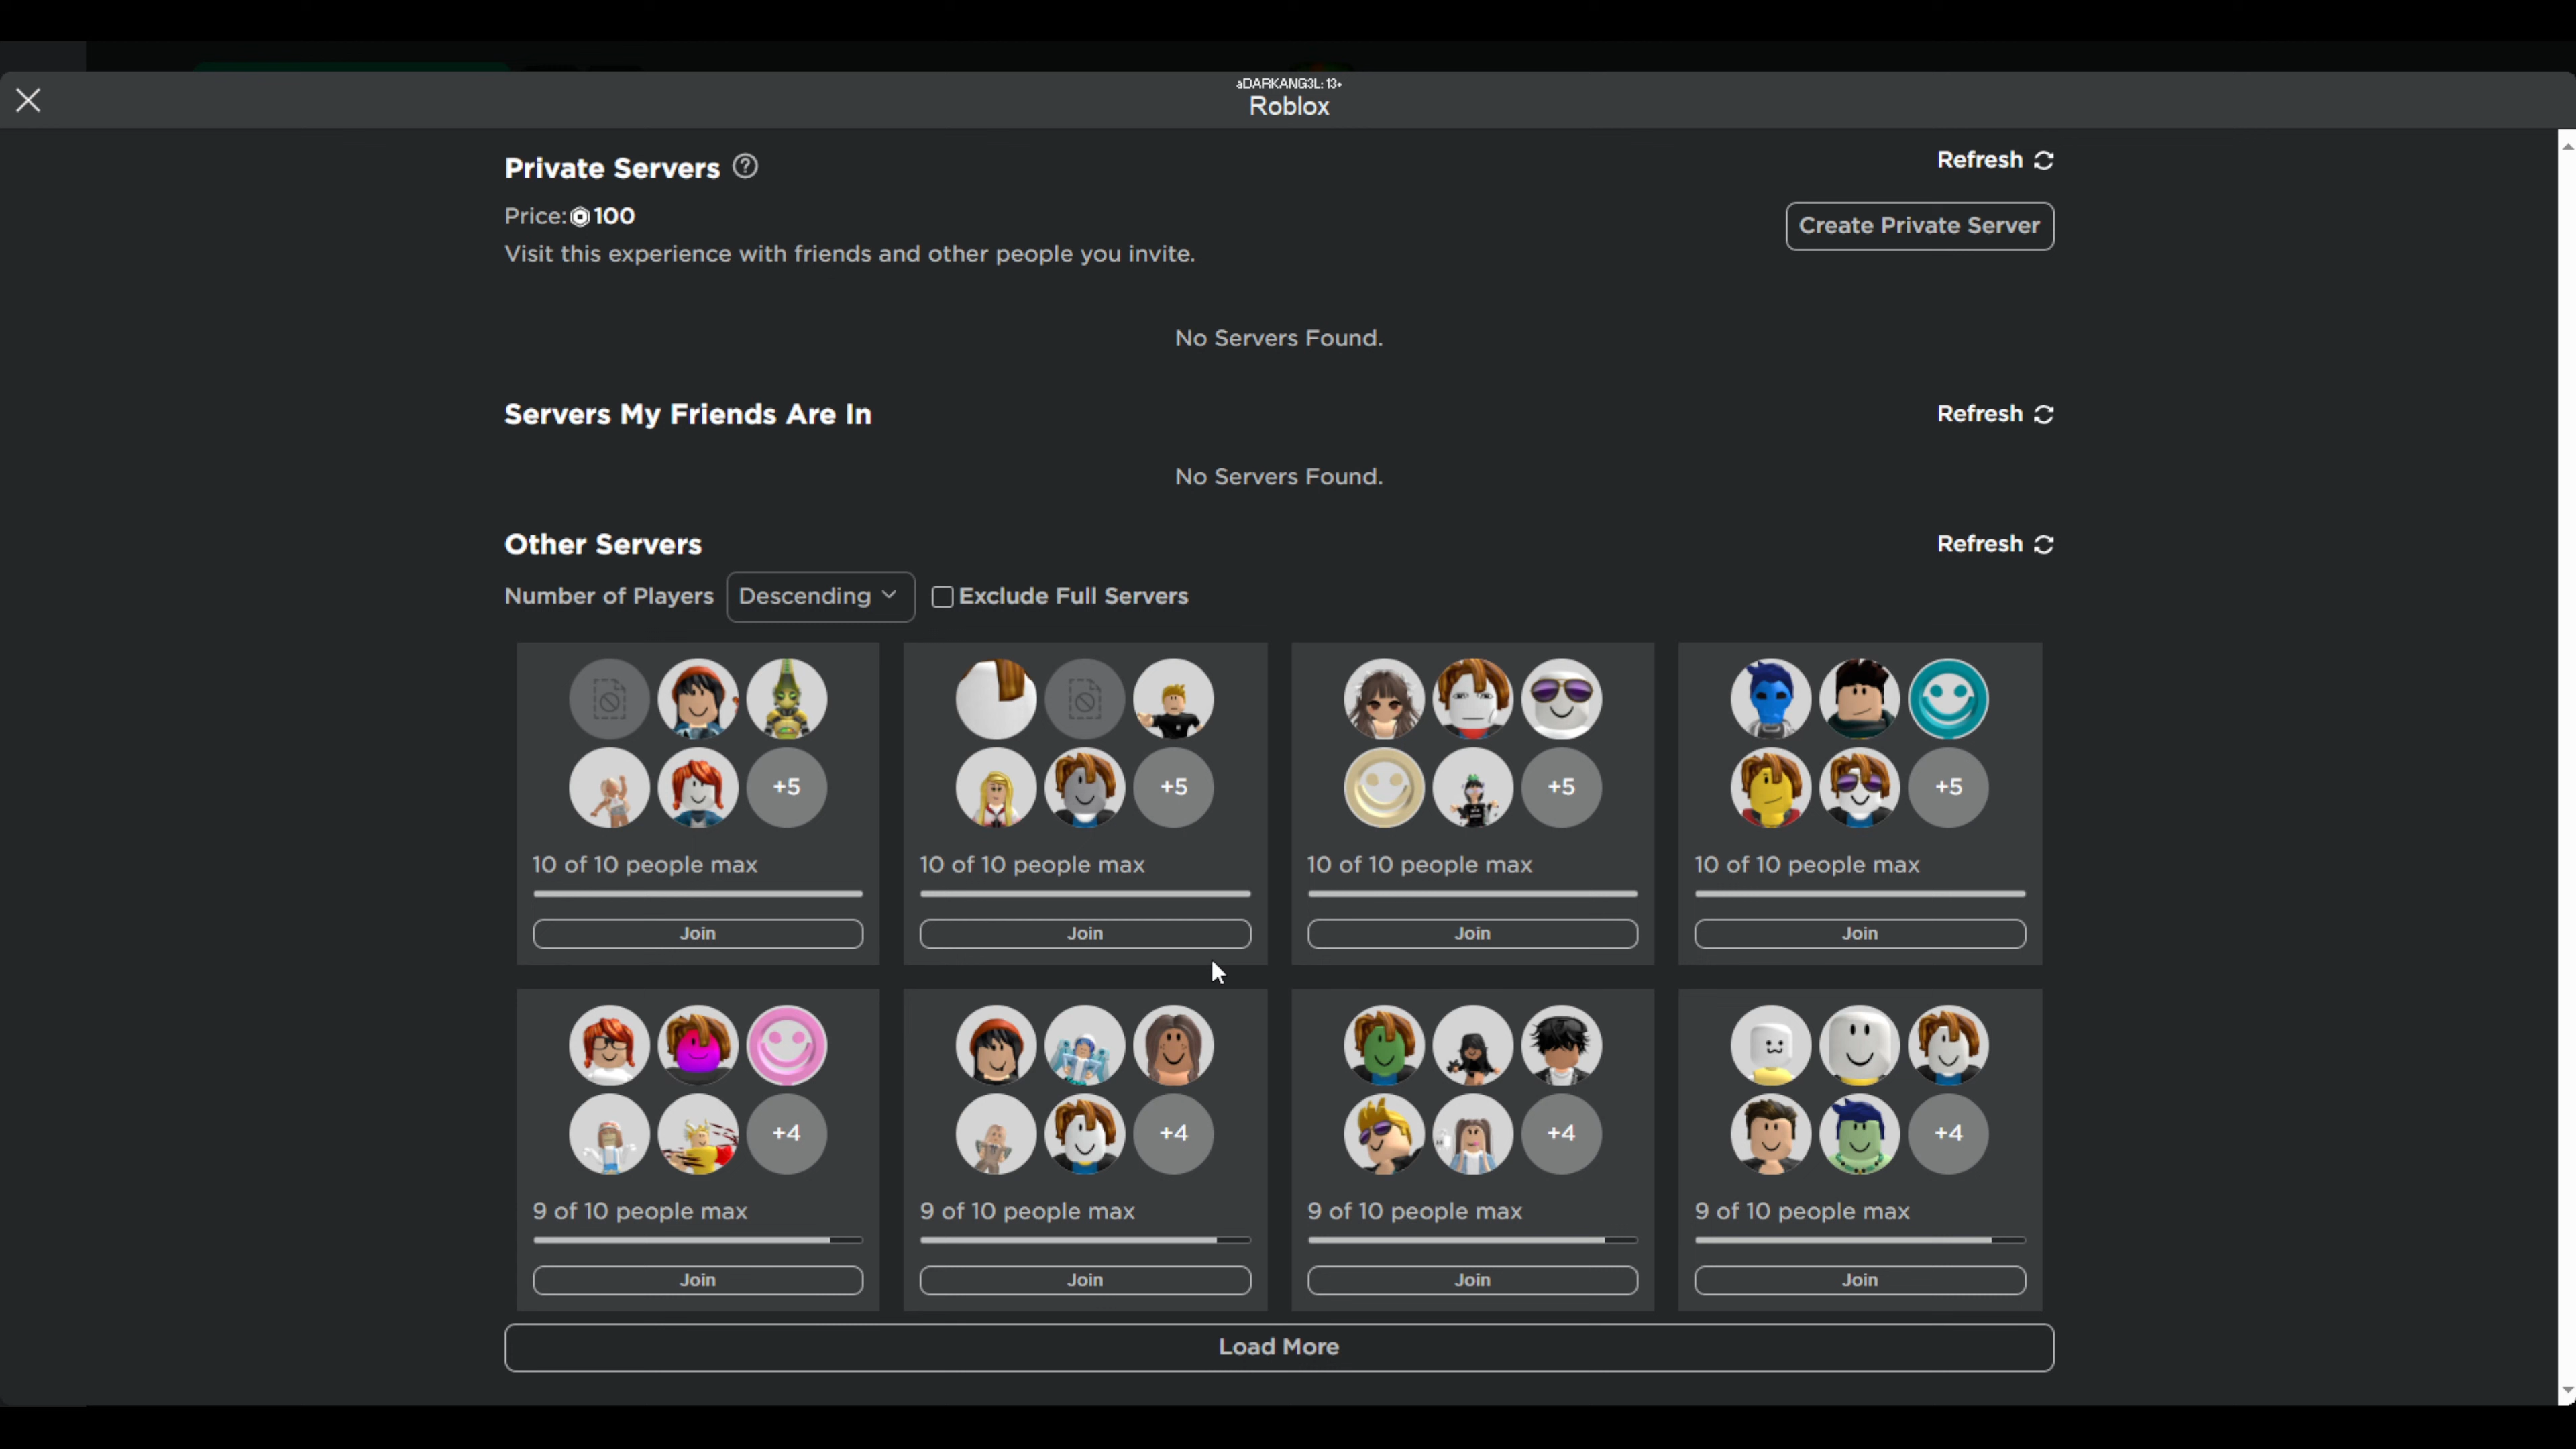 aDARKANG3L: 13+
Roblox
Private Servers
Refresh
Price: 100
Create Private Server
Visit this experience with friends and other people you invite.
No Servers Found.
Servers My Friends Are In
Refresh
No Servers Found.
Other Servers
Refresh
Number of Players Descending Exclude Full Servers
+5 +5 +5 +5
10 of 10 people max 10 of 10 people max 10 of 10 people max 10 of 10 people max
Join Join Join Join
+4 +4 +4 +4
9 of 10 people max 9 of 10 people max 9 of 10 people max 9 of 10 people max
Join Join Join Join
Load More